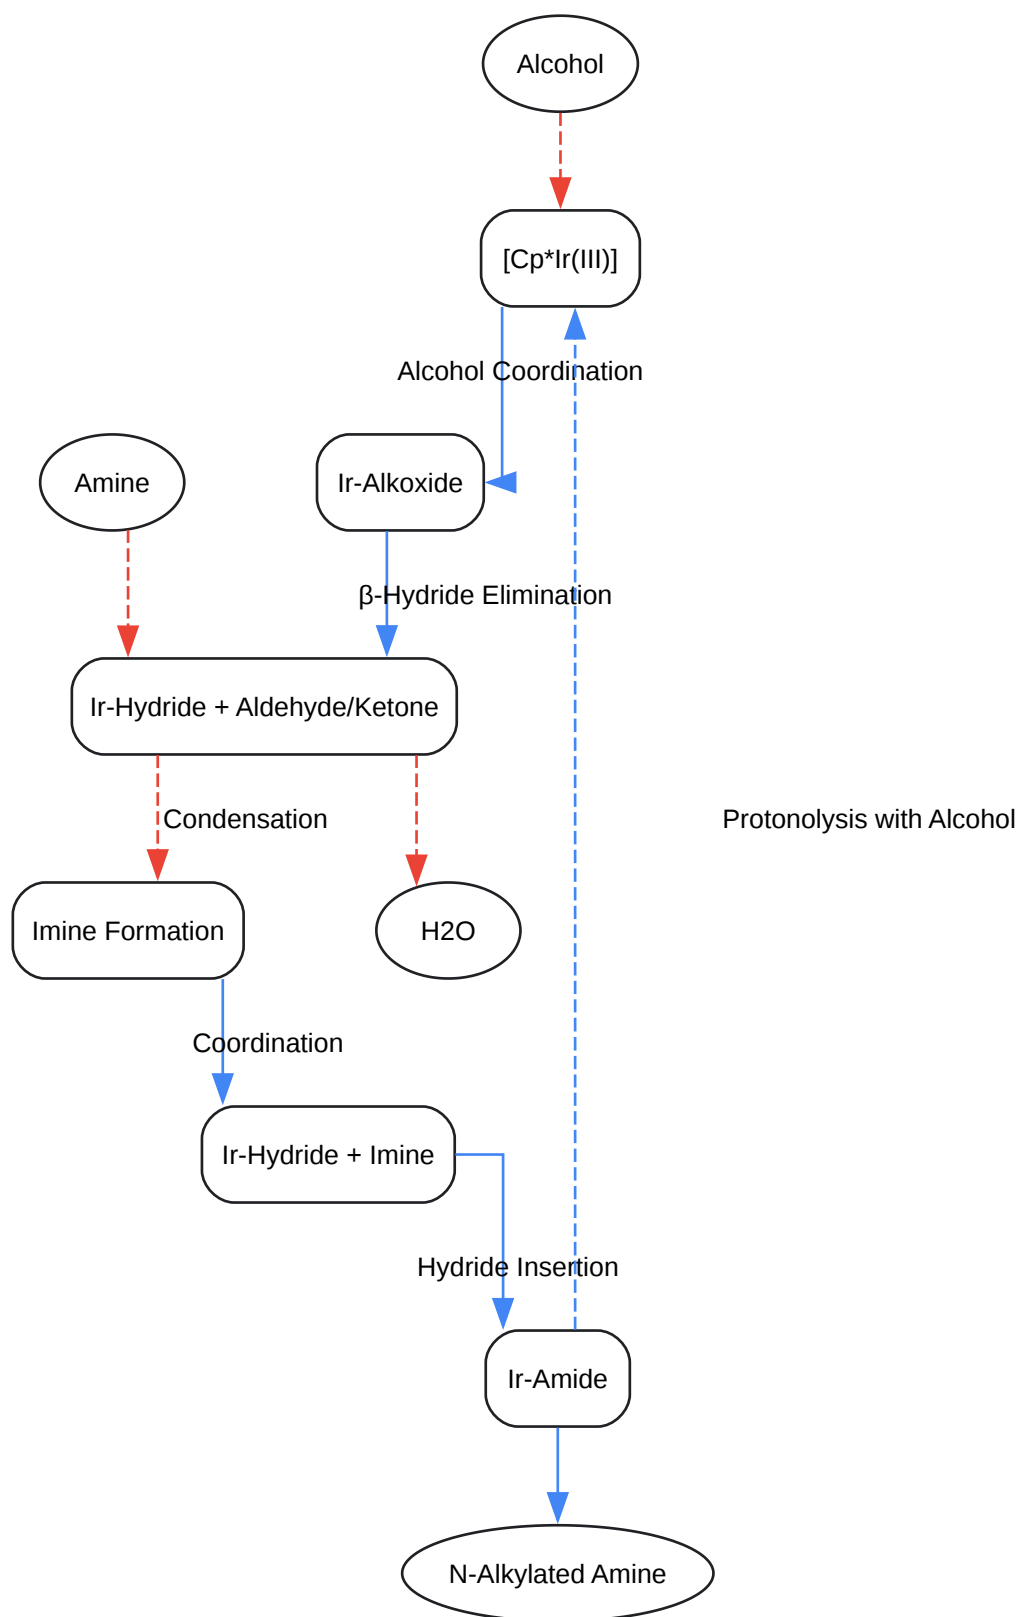 Alcohol
[Cp*Ir(III)]
Alcohol Coordination
Amine
Ir-Alkoxide
β-Hydride Elimination
Ir-Hydride + Aldehyde/Ketone
Condensation
Protonolysis with Alcohol
Imine Formation
H2O
Coordination
Ir-Hydride + Imine
Hydride Insertion
Ir-Amide
N-Alkylated Amine